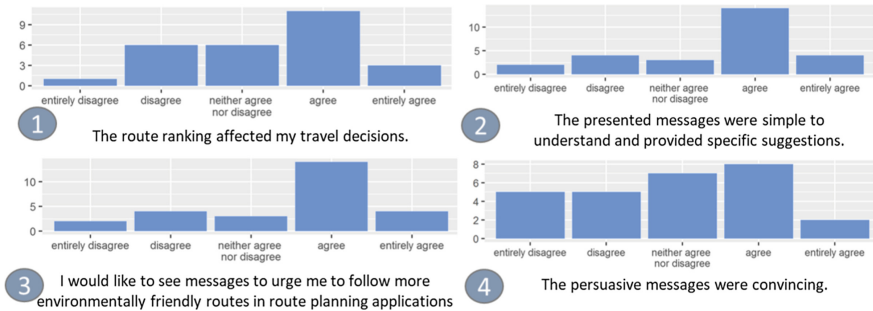 9
6
3
0
entirely disagree disagree neither agree nor disagree agree entirely agree
1
The route ranking affected my travel decisions.
10
5
0
entirely disagree disagree neither agree nor disagree agree entirely agree
2
The presented messages were simple to
understand and provided specific suggestions.
10
5
0
entirely disagree disagree neither agree nor disagree agree entirely agree
3
I would like to see messages to urge me to follow more
environmentally friendly routes in route planning applications
8
6
4
2
0
entirely disagree disagree neither agree nor disagree agree entirely agree
4
The persuasive messages were convincing.